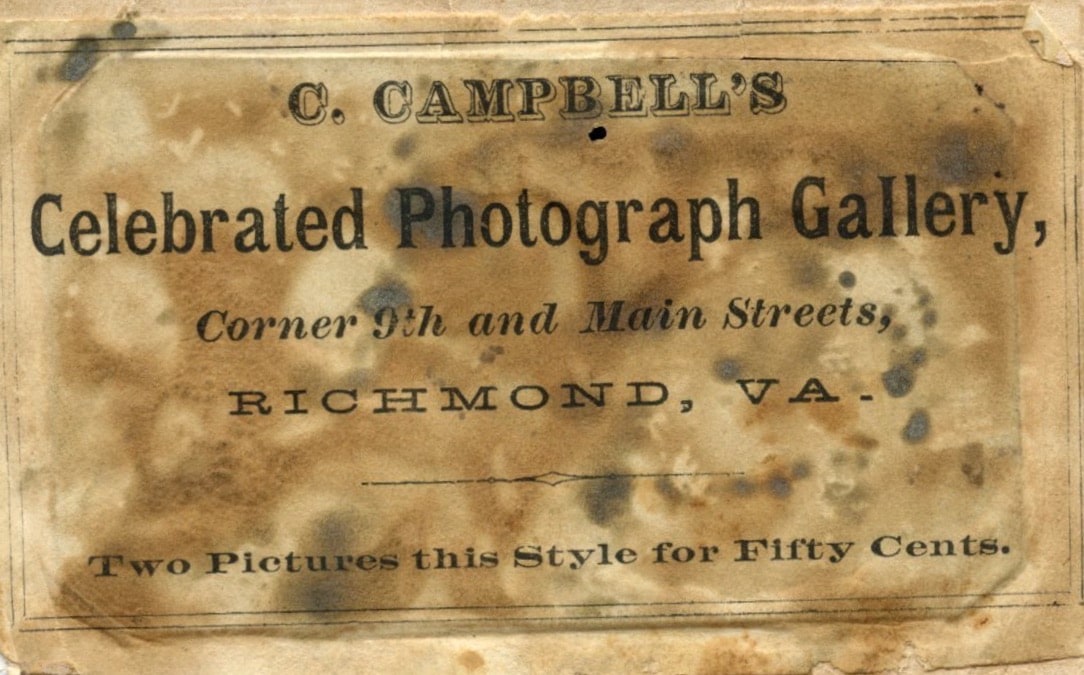 C. CAMPBELL'S
Celebrated Photograph Gallery,
Corner 9th and Main Streets,
RICHMOND, VA.
Two Pictures this Style for Fifty Cents.